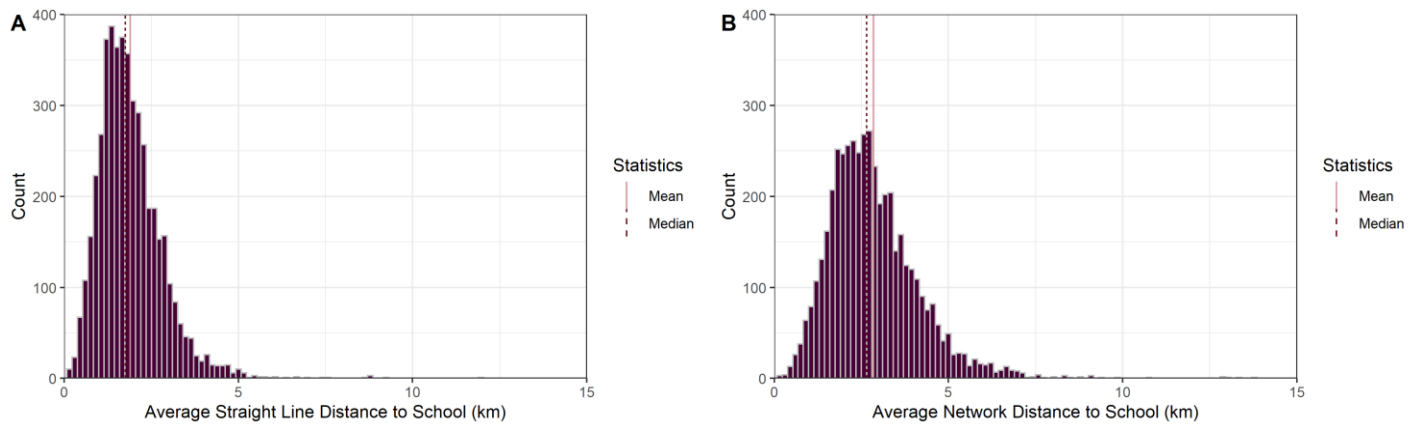 A
400
300
200
100
0
Count
0
5
10
15
Average Straight Line Distance to School (km)
Statistics
Mean
Median
B
400
300
200
100
0
Count
0
5
10
15
Average Network Distance to School (km)
Statistics
Mean
Median